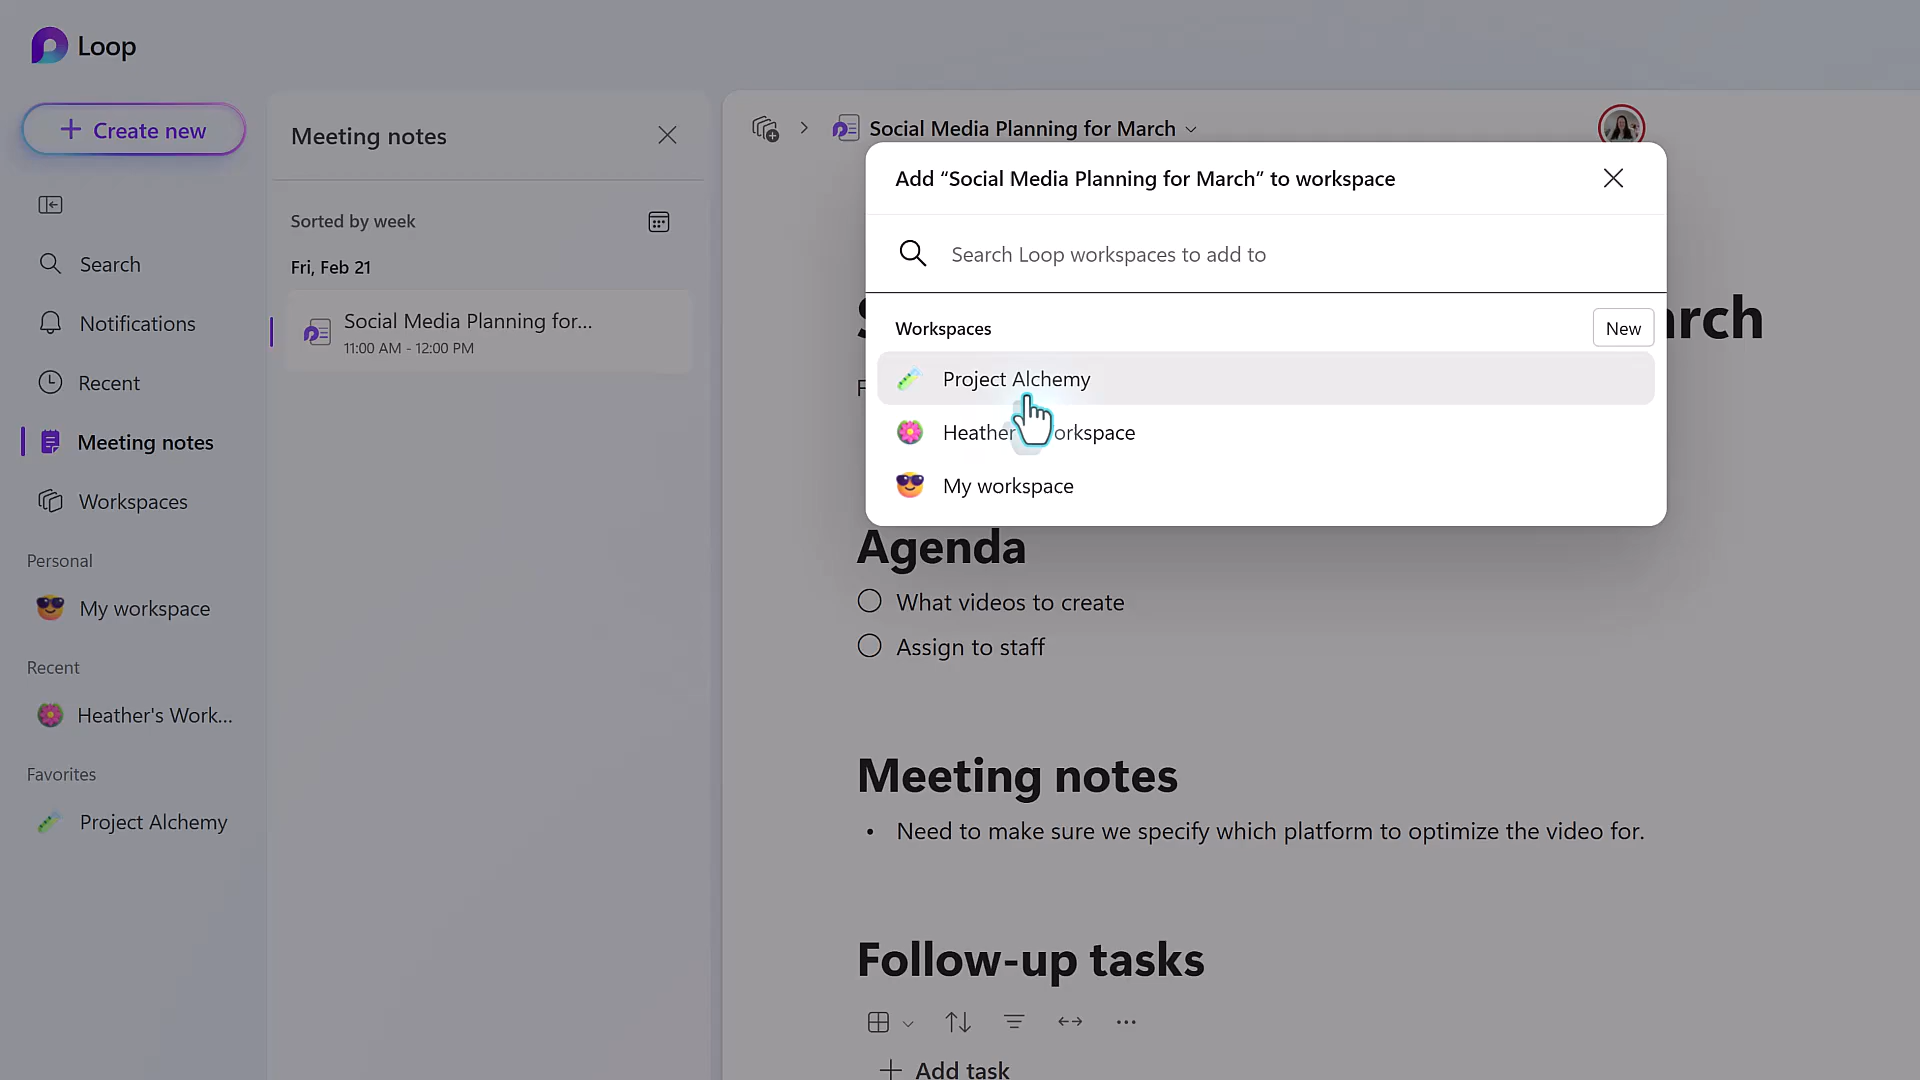 Loop
Create new
Search
Notifications
Recent
Meeting notes
Workspaces
Personal
My workspace
Recent
Heather's Work...
Favorites
Project Alchemy
Meeting notes
Sorted by week
Fri, Feb 21
Social Media Planning for...
11:00 AM - 12:00 PM
Social Media Planning for March
Add “Social Media Planning for March” to workspace
Search Loop workspaces to add to
Workspaces
New
Project Alchemy
Heather orkspace
My workspace
Agenda
What videos to create
Assign to staff
Meeting notes
• Need to make sure we specify which platform to optimize the video for.
Follow-up tasks
Add task